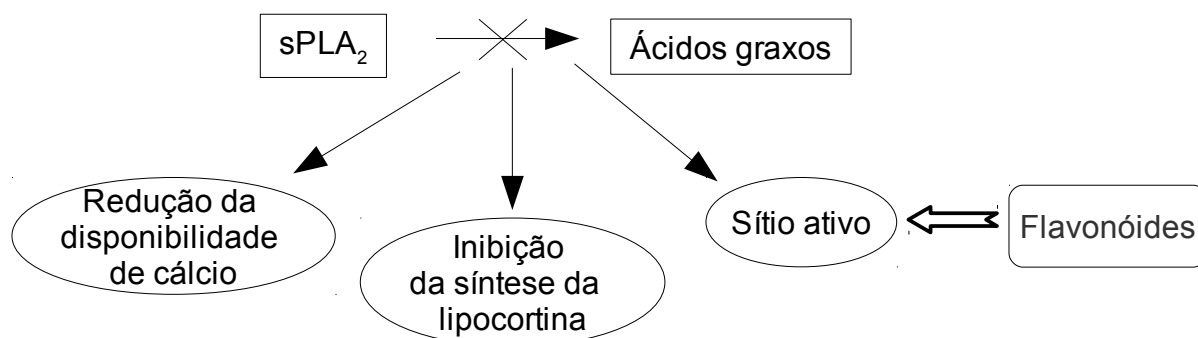 sPLA₂
Ácidos graxos
Redução da
disponibilidade
de cálcio
Inibição
da síntese da
lipocortina
Sítio ativo
Flavonóides